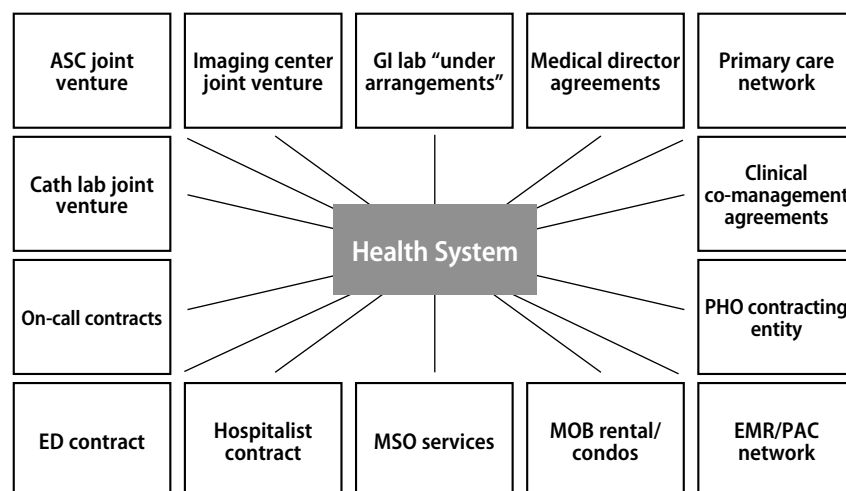 ASC joint
venture
Imaging center
joint venture
GI lab “under
arrangements”
Medical director
agreements
Primary care
network
Cath lab joint
venture
Health System
Clinical
co-management
agreements
On-call contracts
PHO contracting
entity
ED contract
Hospitalist
contract
MSO services
MOB rental/
condos
EMR/PAC
network